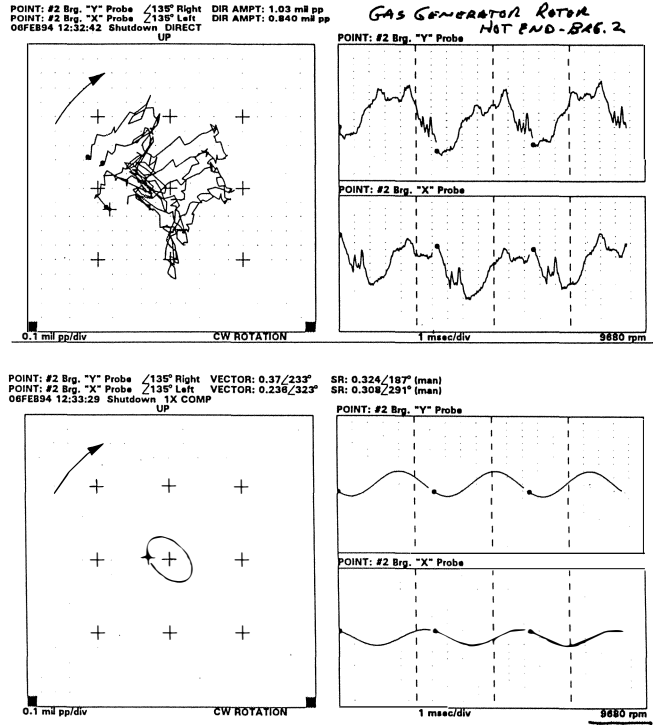 POINT: #2 Brg. "Y" Probe ∠135° Right DIR AMPT: 1.03 mil pp
POINT: #2 Brg. "X" Probe ∠135° Left DIR AMPT: 0.840 mil pp
06FEB94 12:32:42 Shutdown DIRECT
UP
GAS GENERATOR ROTOR
HOT END-BRG. 2
POINT: #2 Brg. "Y" Probe
POINT: #2 Brg. "X" Probe
0.1 mil pp/div CW ROTATION
1 msec/div 9680 rpm
POINT: #2 Brg. "Y" Probe ∠135° Right VECTOR: 0.37∠233° SR: 0.324∠187° (man)
POINT: #2 Brg. "X" Probe ∠135° Left VECTOR: 0.236∠323° SR: 0.308∠291° (man)
06FEB94 12:33:29 Shutdown 1X COMP
UP
POINT: #2 Brg. "Y" Probe
POINT: #2 Brg. "X" Probe
0.1 mil pp/div CW ROTATION
1 msec/div 9680 rpm